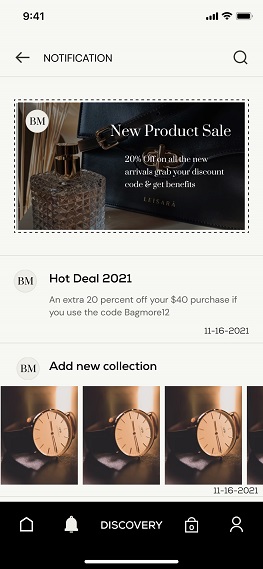 9:41
NOTIFICATION
BM
New Product Sale
20% Off on all the new
arrivals grab your discount
code & get benefits
BM
Hot Deal 2021
An extra 20 percent off your $40 purchase if
you use the code Bagmore12
11-16-2021
BM
Add new collection
11-16-2021
DISCOVERY
0